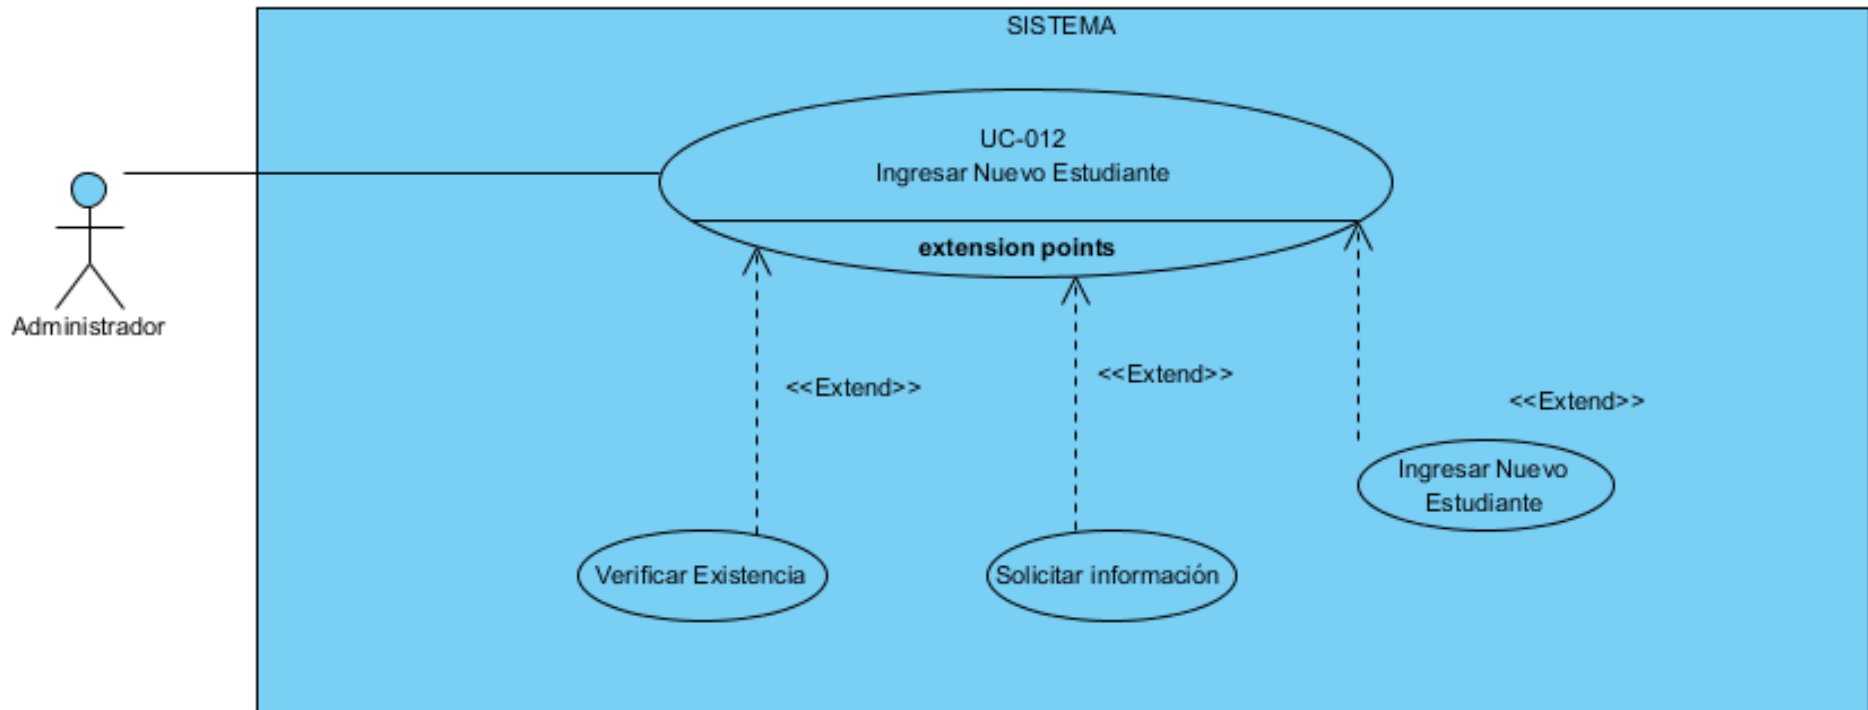 SISTEMA
UC-012
Ingresar Nuevo Estudiante
extension points
Administrador
<<Extend>>
<<Extend>>
<<Extend>>
Ingresar Nuevo
Estudiante
Verificar Existencia
Solicitar información